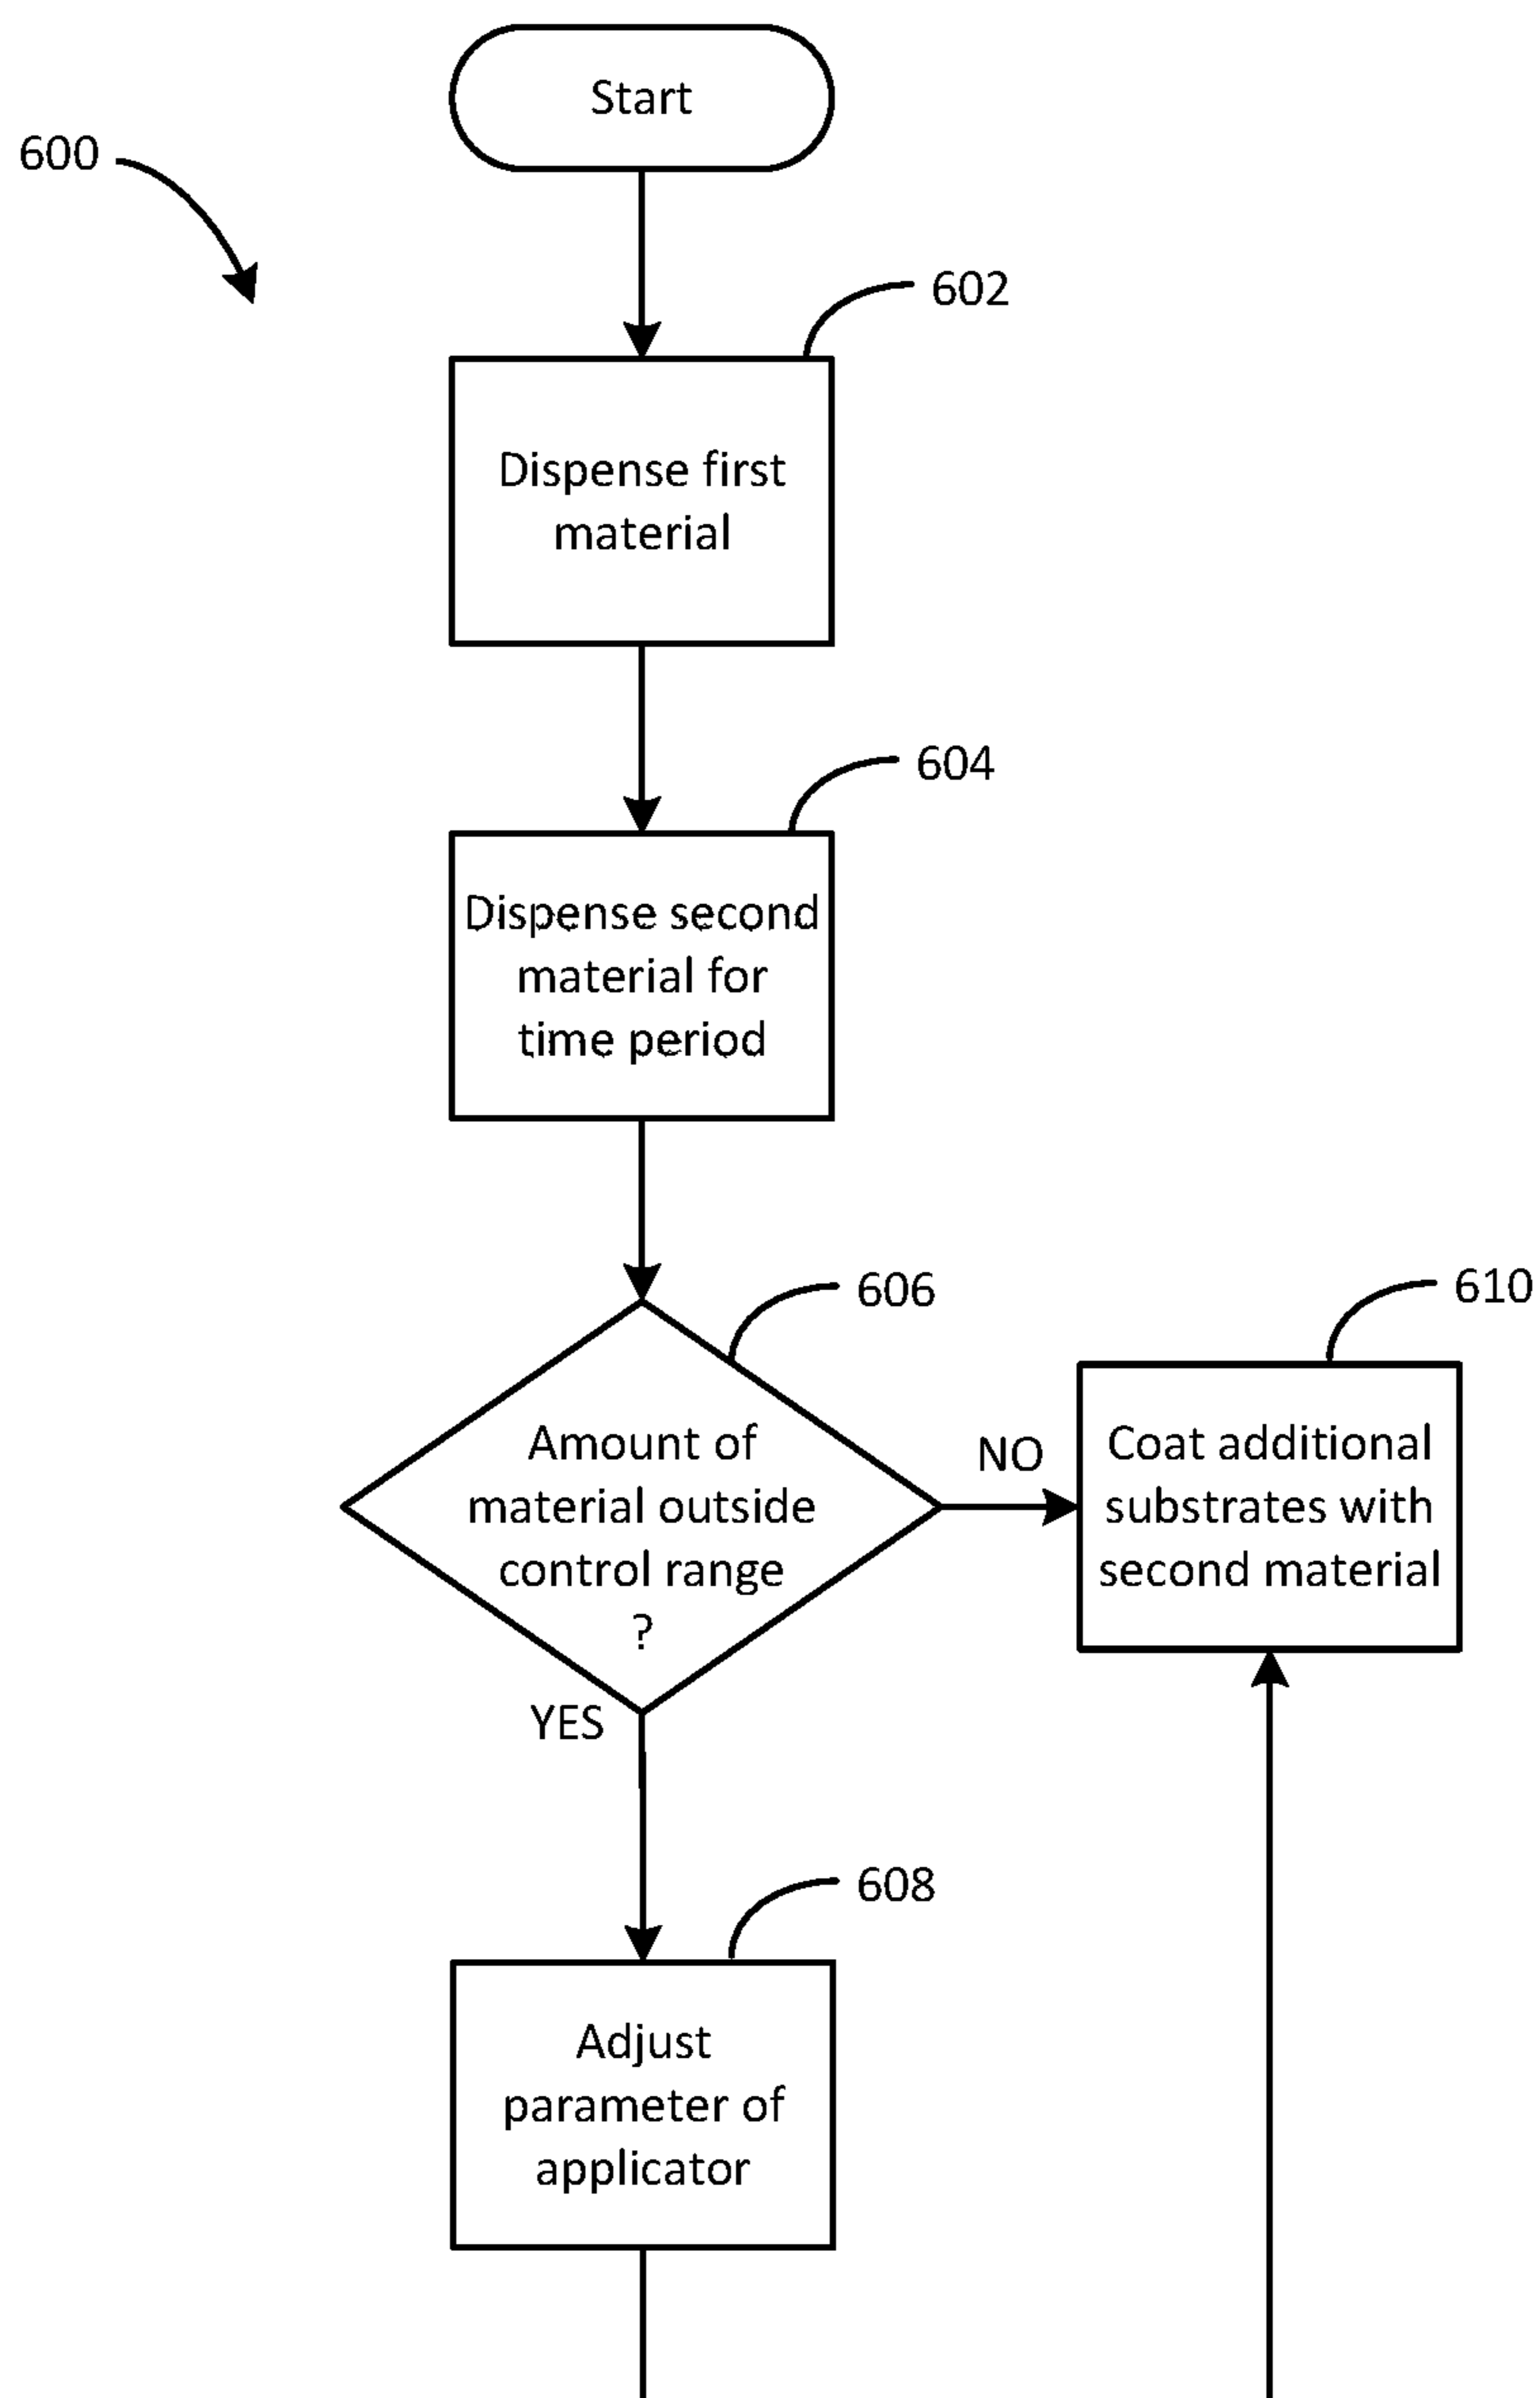 Start
600
602
Dispense first
material
604
Dispense second
material for
time period
606
610
Amount of
material outside
control range
?
NO
Coat additional
substrates with
second material
YES
608
Adjust
parameter of
applicator